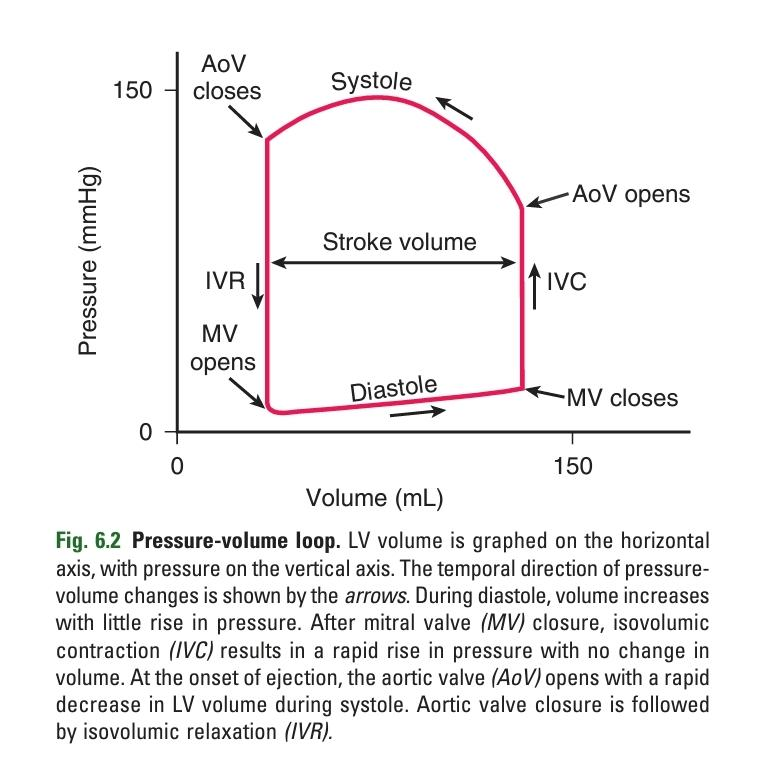 AoV
closes
Systole
150
AoV opens
Pressure (mmHg)
Stroke volume
IVR
IVC
MV
opens
Diastole
MV closes
0
0
150
Volume (mL)
Fig. 6.2 Pressure-volume loop. LV volume is graphed on the horizontal
axis, with pressure on the vertical axis. The temporal direction of pressure-
volume changes is shown by the arrows. During diastole, volume increases
with little rise in pressure. After mitral valve (MV) closure, isovolumic
contraction (IVC) results in a rapid rise in pressure with no change in
volume. At the onset of ejection, the aortic valve (AoV) opens with a rapid
decrease in LV volume during systole. Aortic valve closure is followed
by isovolumic relaxation (IVR).